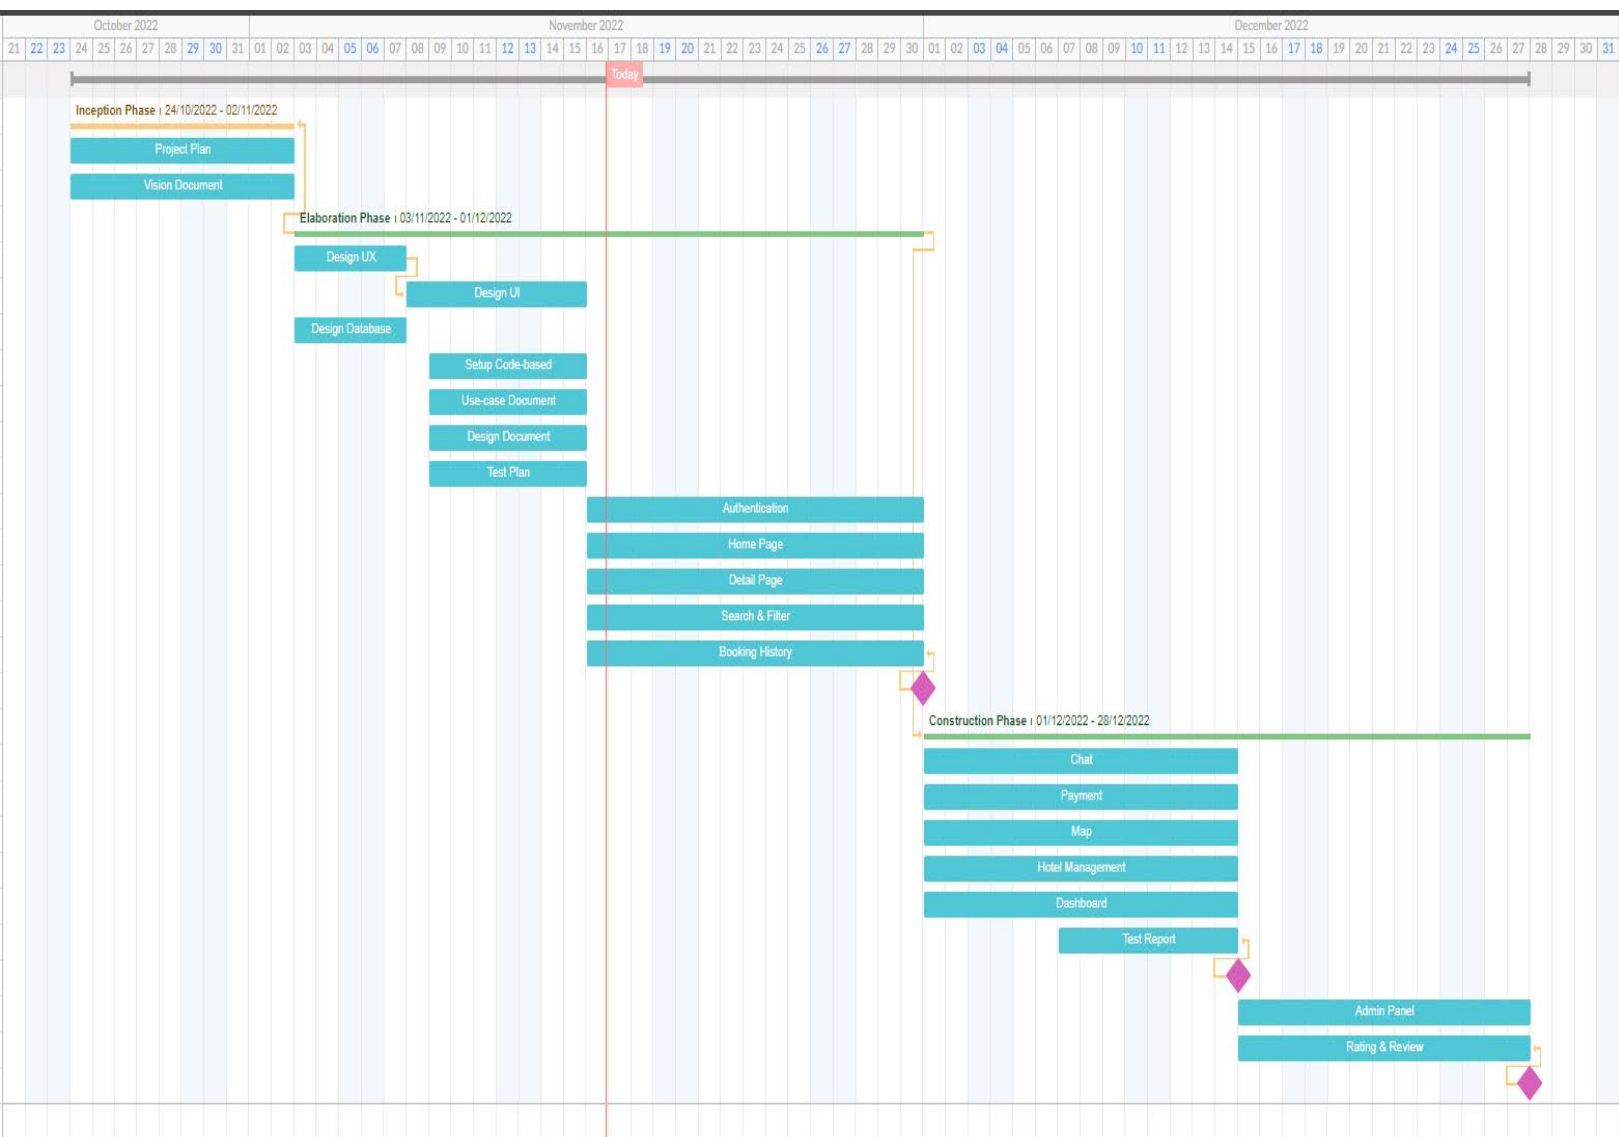 October 2022 November 2022 December 2022
21 22 23 24 25 26 27 28 29 30 31 01 02 03 04 05 06 07 08 09 10 11 12 13 14 15 16 17 18 19 20 21 22 23 24 25 26 27 28 29 30 01 02 03 04 05 06 07 08 09 10 11 12 13 14 15 16 17 18 19 20 21 22 23 24 25 26 27 28 29 30 31
Today
Inception Phase : 24/10/2022 - 02/11/2022
Project Plan
Vision Document
Elaboration Phase : 03/11/2022 - 01/12/2022
Design UX
Design UI
Design Database
Setup Code-based
Use-case Document
Design Document
Test Plan
Authentication
Home Page
Detail Page
Search & Filter
Booking History
Construction Phase : 01/12/2022 - 28/12/2022
Chat
Payment
Map
Hotel Management
Dashboard
Test Report
Admin Panel
Rating & Review